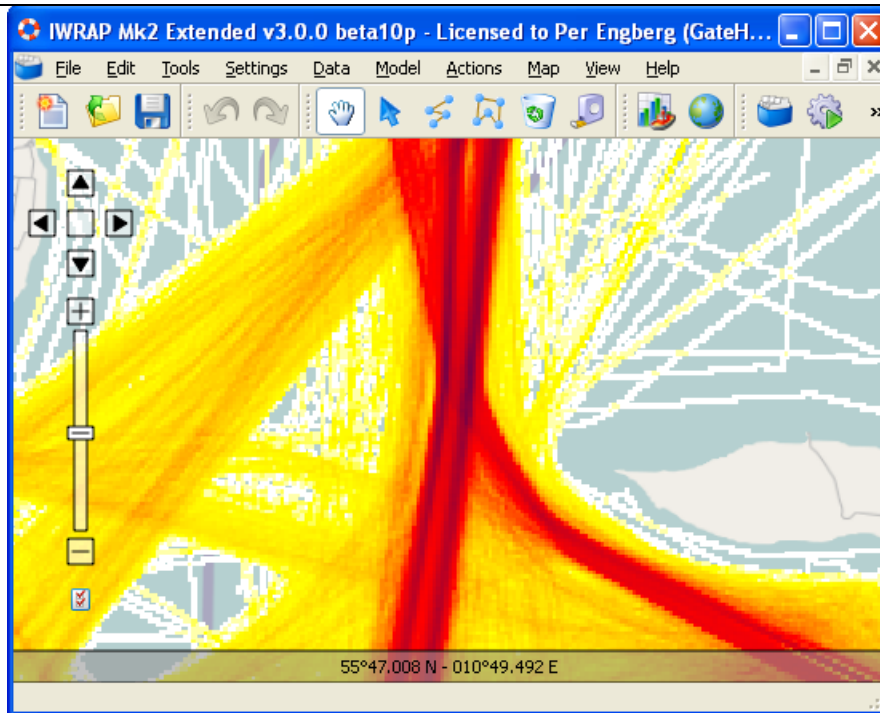 IWRAP Mk2 Extended v3.0.0 beta10p - Licensed to Per Engberg (GateH...
File Edit Tools Settings Data Model Actions Map View Help
55°47.008 N - 010°49.492 E